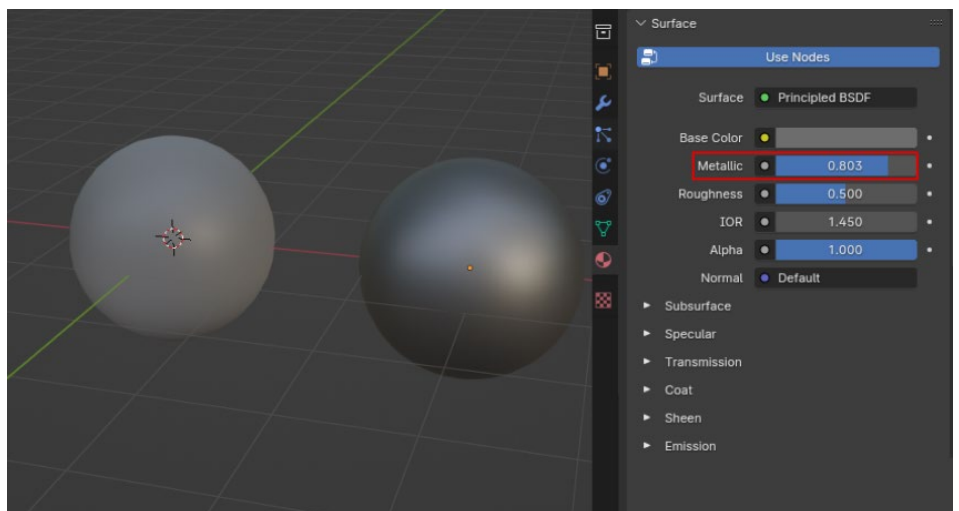 Surface
Use Nodes
Surface Principled BSDF
Base Color
Metallic 0.803
Roughness 0.500
IOR 1.450
Alpha 1.000
Normal Default
Subsurface
Specular
Transmission
Coat
Sheen
Emission